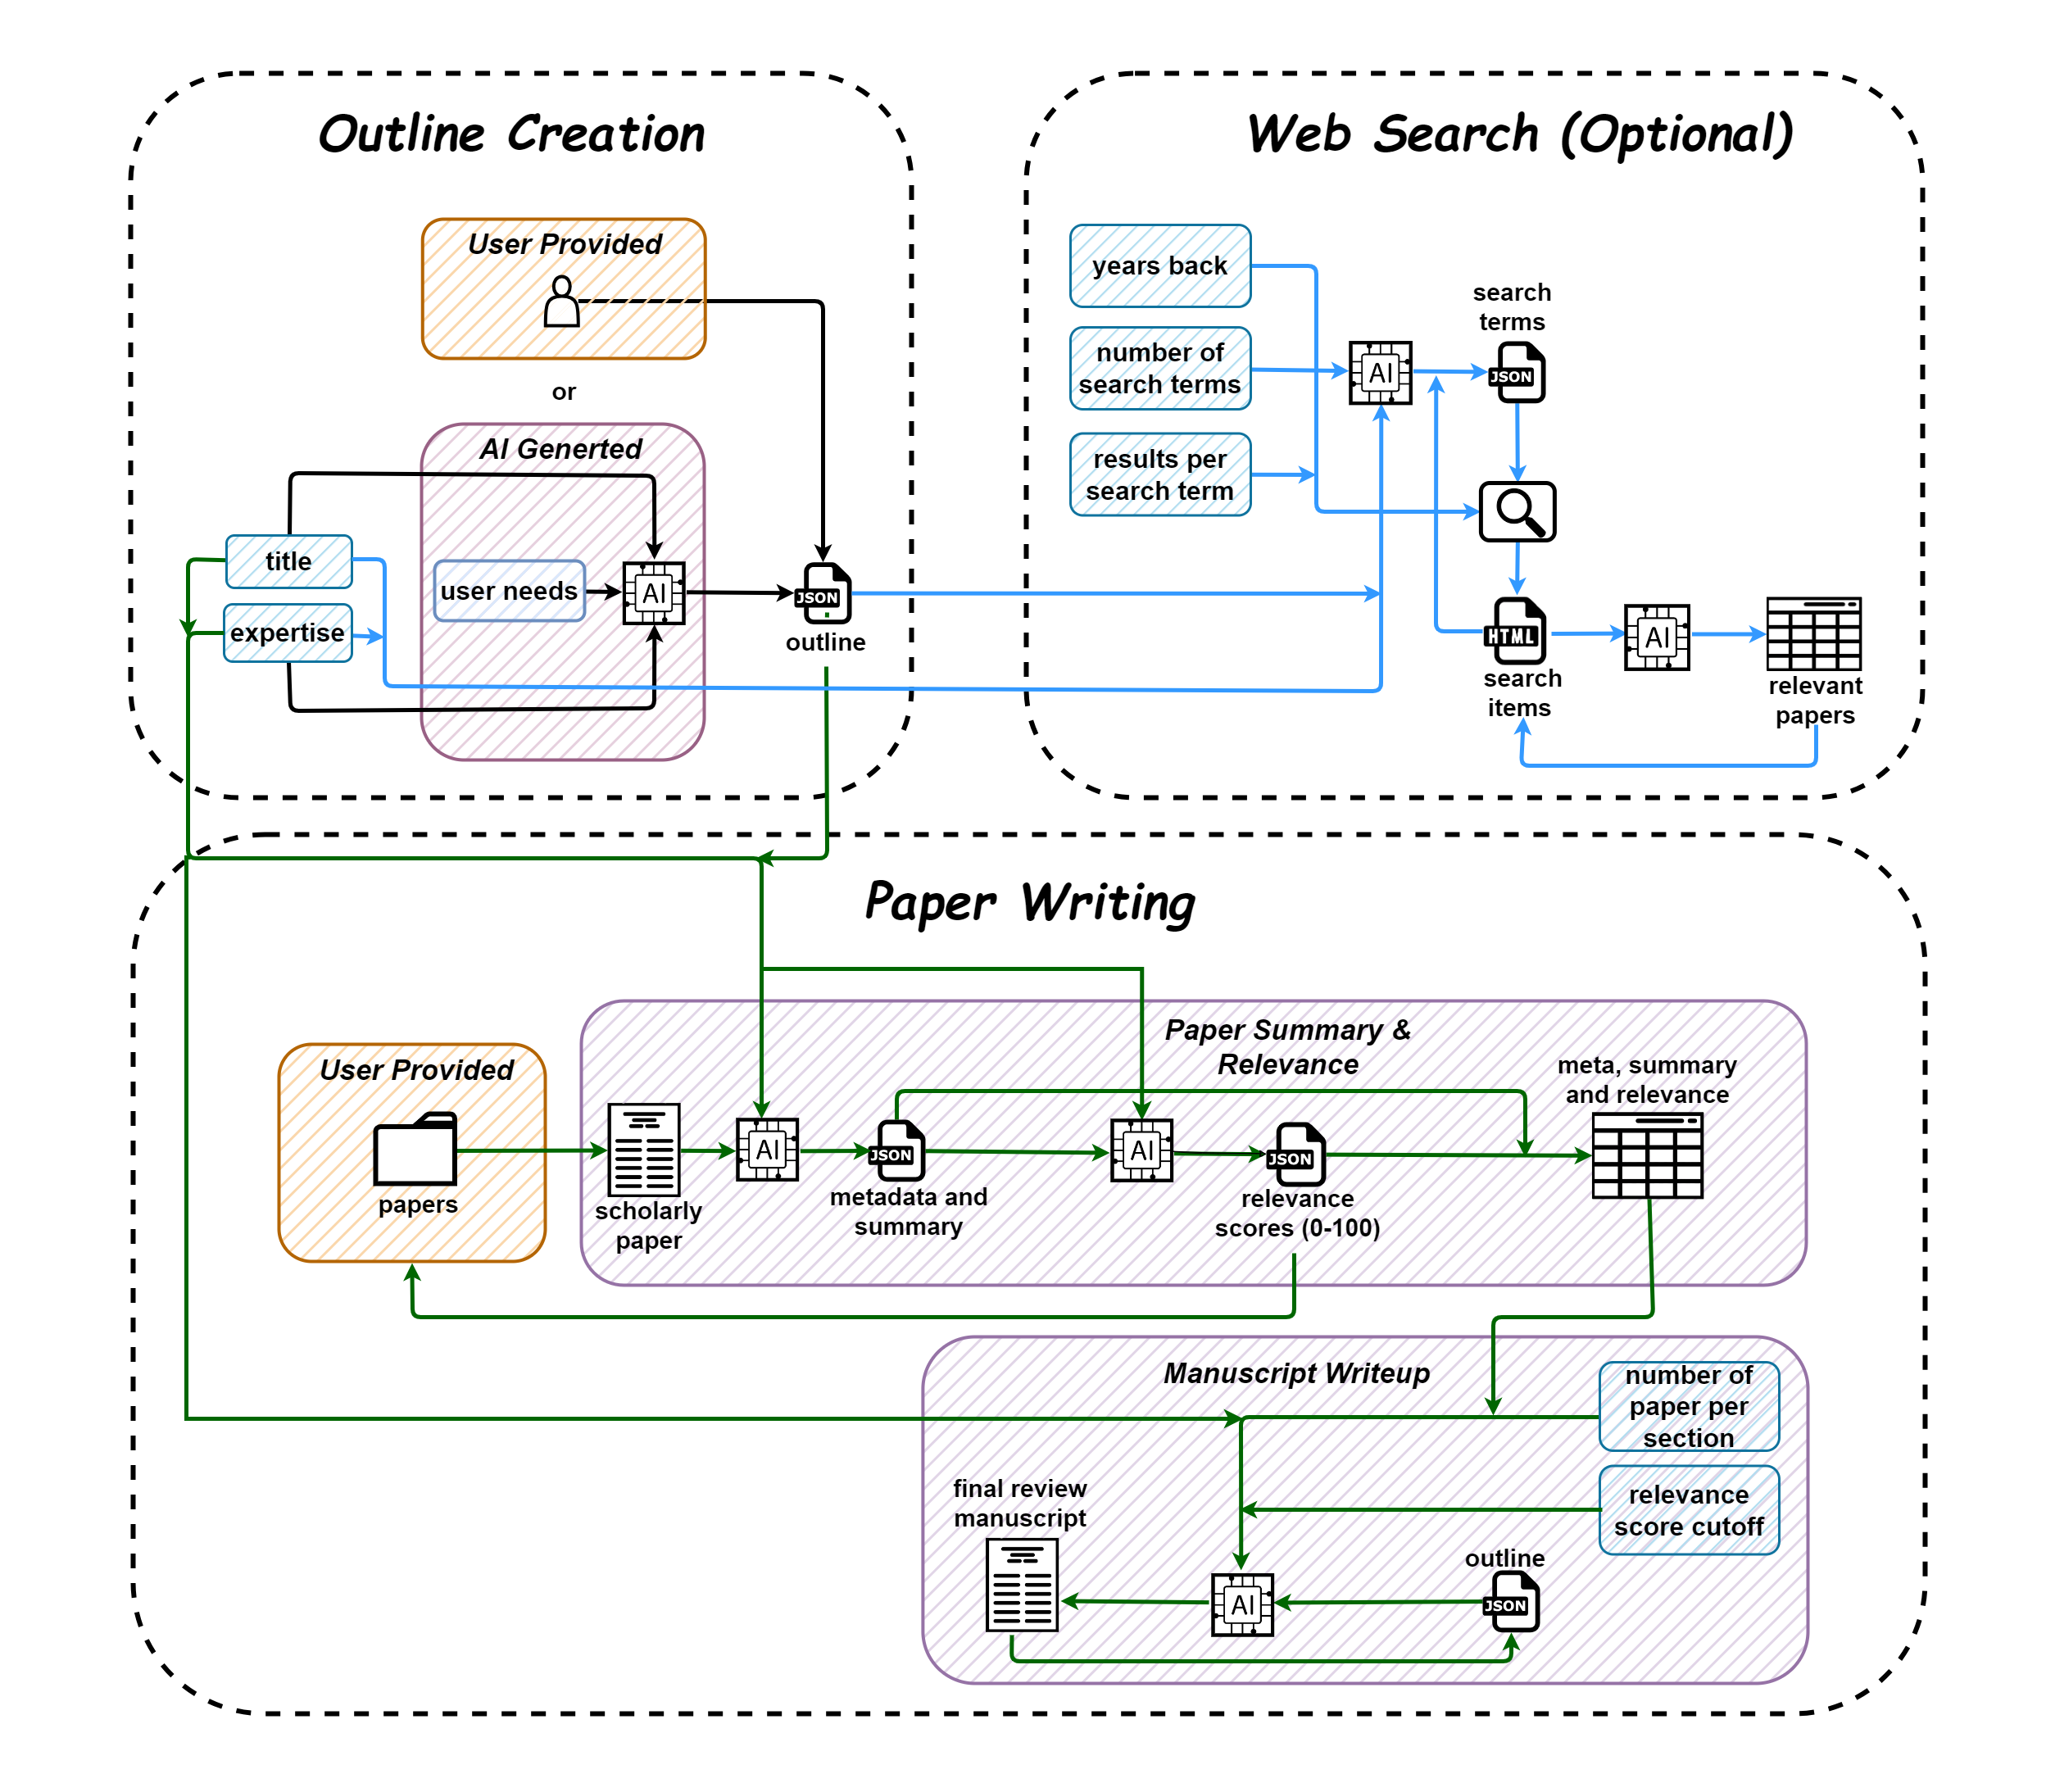 Outline Creation
User Provided
or
AI Generted
title
user needs
AI
expertise
JSON
outline
Web Search (Optional)
years back
number of
search terms
results per
search term
AI
search
terms
JSON
HTML
search
items
AI
relevant
papers
Paper Writing
User Provided
papers
Paper Summary &
Relevance
scholarly
paper
AI
JSON
metadata and
summary
AI
JSON
relevance
scores (0-100)
meta, summary
and relevance
Manuscript Writeup
number of
paper per
section
relevance
score cutoff
final review
manuscript
AI
outline
JSON